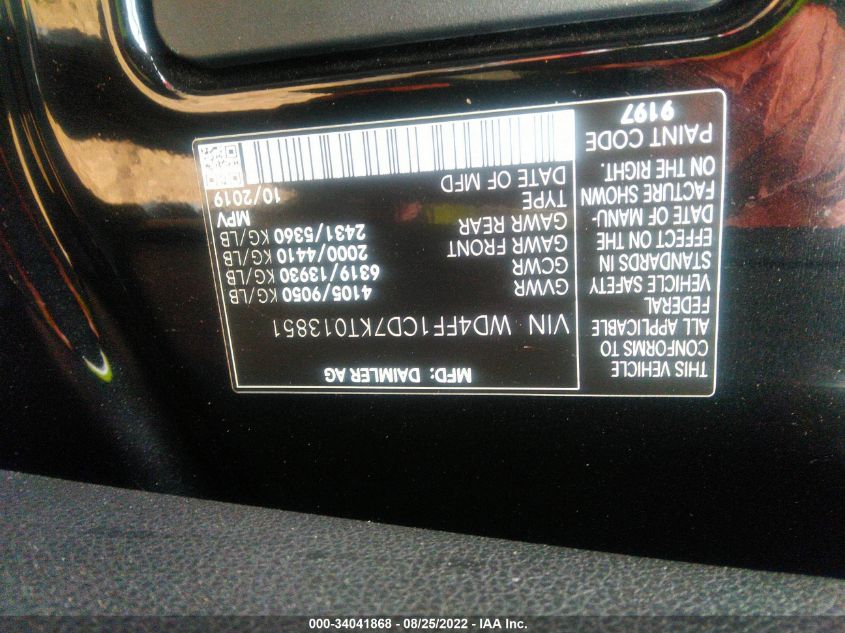 MFD: DAIMLER AG
VIN WD4FF1CD7KT013851
GVWR 4105/9050 KG/LB
GCWR 6319/13930 KG/LB
GAWR FRONT 2000/4410 KG/LB
GAWR REAR 2431/5360 KG/LB
TYPE MPV
DATE OF MFD 10/2019
THIS VEHICLE
CONFORMS TO
ALL APPLICABLE
FEDERAL
VEHICLE SAFETY
STANDARDS IN
EFFECT ON THE
DATE OF MANU-
FACTURE SHOWN
ON THE RIGHT.
PAINT CODE
9197
000-34041868 - 08/25/2022 - IAA Inc.